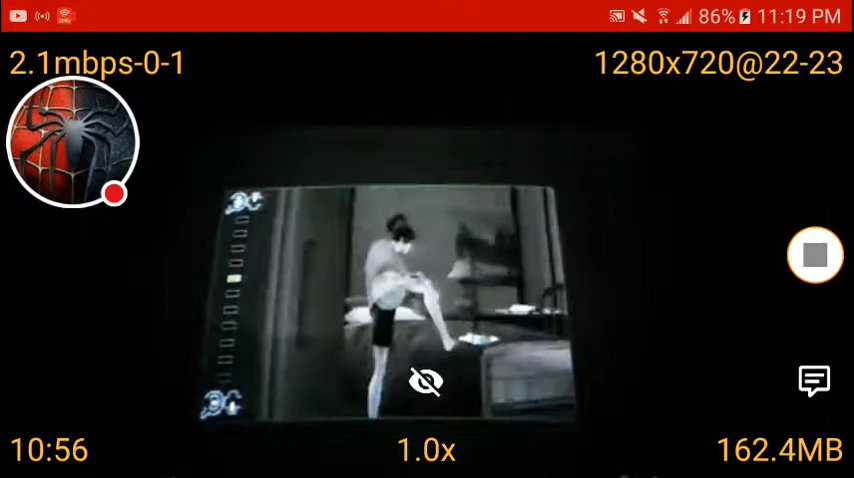 86% 11:19 PM
2.1mbps-0-1
1280x720@22-23
10:56
1.0x
162.4MB